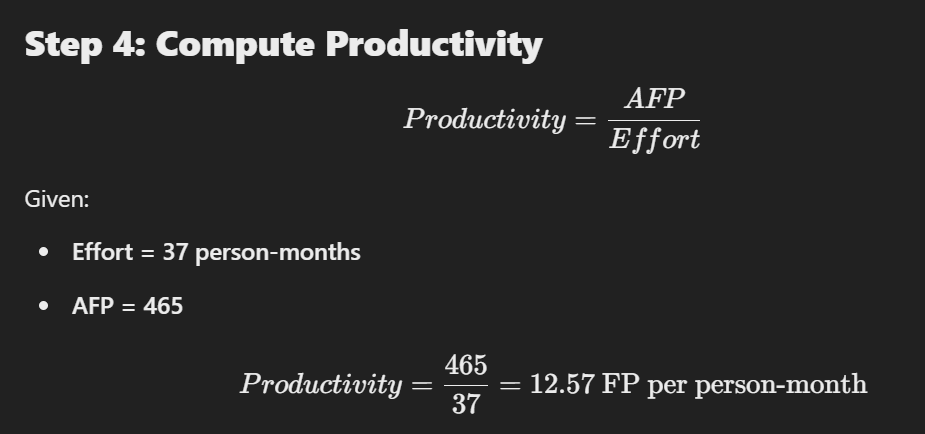 Step 4: Compute Productivity
Productivity = AFP / Effort
Given:
• Effort = 37 person-months
• AFP = 465
Productivity = 465 / 37 = 12.57 FP per person-month